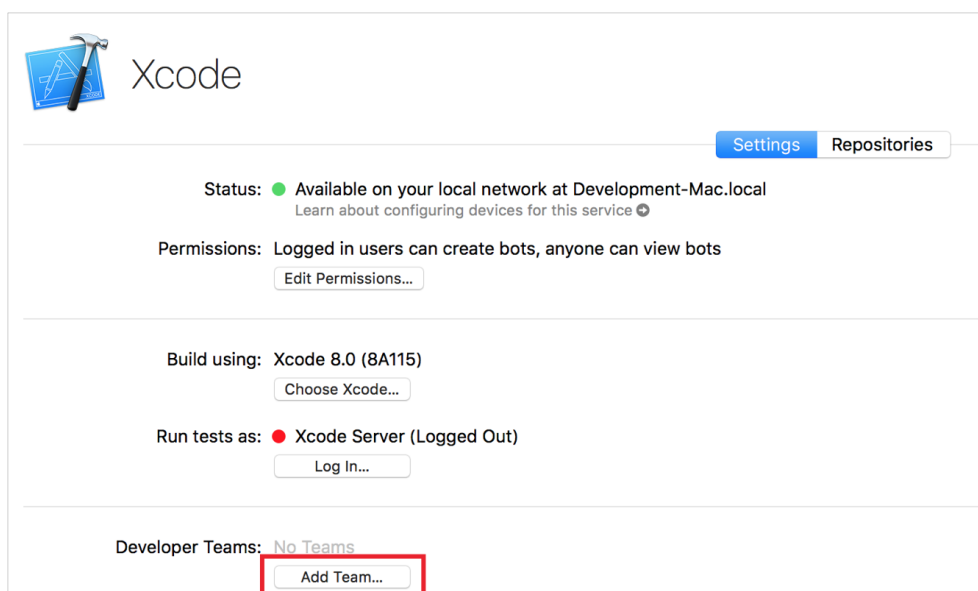 Xcode
Settings Repositories
Status: Available on your local network at Development-Mac.local
Learn about configuring devices for this service
Permissions: Logged in users can create bots, anyone can view bots
Edit Permissions...
Build using: Xcode 8.0 (8A115)
Choose Xcode...
Run tests as: Xcode Server (Logged Out)
Log In...
Developer Teams: No Teams
Add Team...